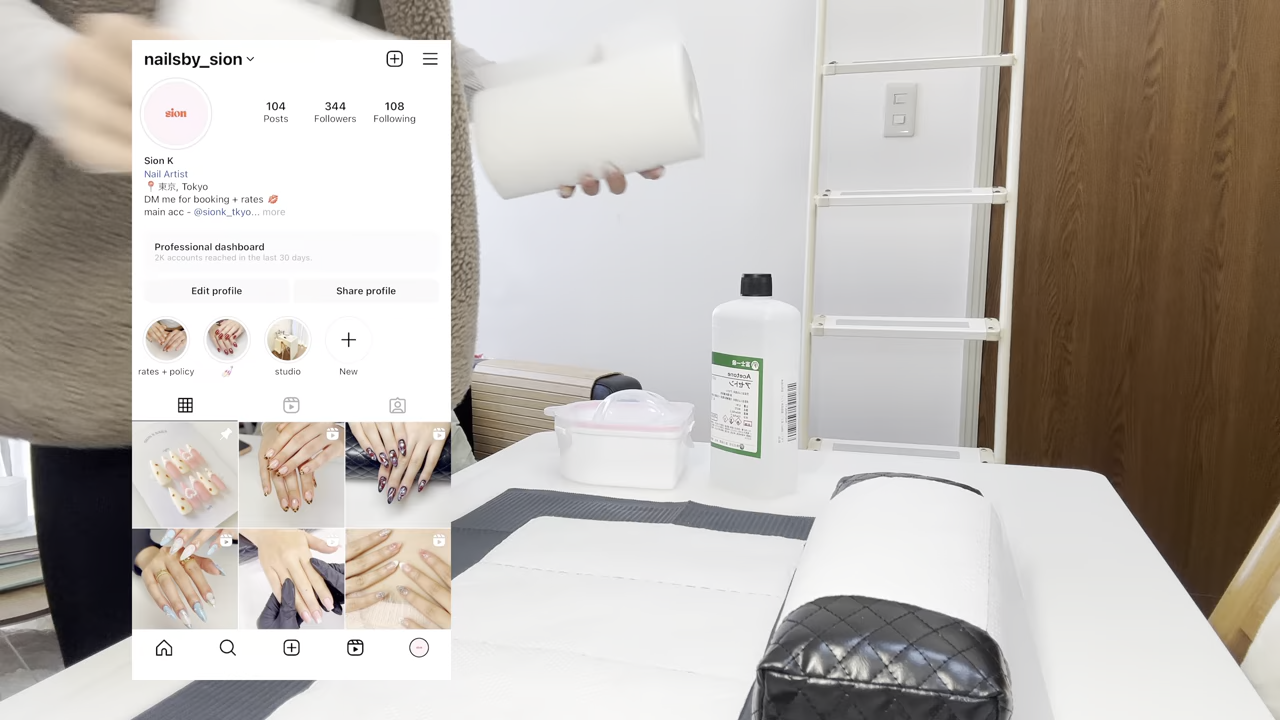 nailsby_sion
sion
104
Posts
344
Followers
108
Following
Sion K
Nail Artist
📍東京, Tokyo
DM me for booking + rates 💋
main acc - @sionk_tkyo... more
Professional dashboard
2K accounts reached in the last 30 days.
Edit profile
Share profile
rates + policy
💅
studio
New
Acetone
アセトン